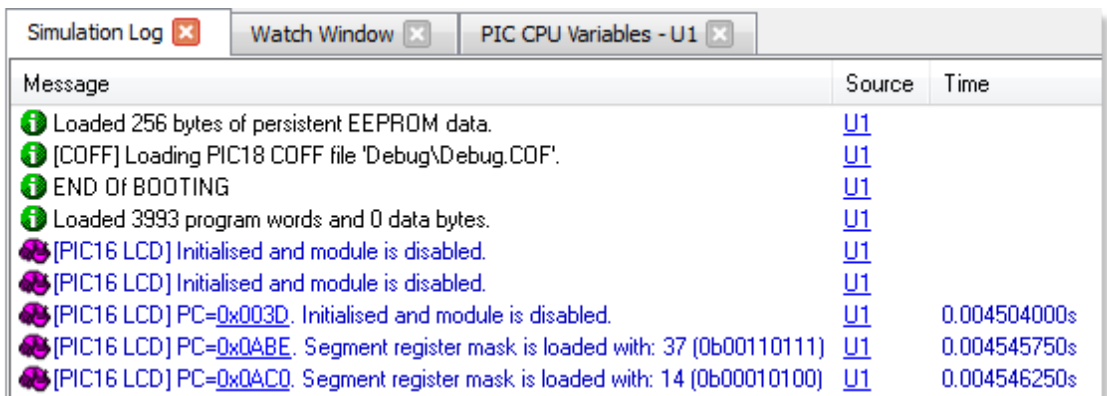 Simulation Log Watch Window PIC CPU Variables - U1
Message Source Time
Loaded 256 bytes of persistent EEPROM data. U1
[COFF] Loading PIC18 COFF file 'Debug\Debug.COF'. U1
END Of BOOTING U1
Loaded 3993 program words and 0 data bytes. U1
[PIC16 LCD] Initialised and module is disabled. U1
[PIC16 LCD] Initialised and module is disabled. U1
[PIC16 LCD] PC=0x003D. Initialised and module is disabled. U1 0.004504000s
[PIC16 LCD] PC=0x0ABE. Segment register mask is loaded with: 37 (0b00110111) U1 0.004545750s
[PIC16 LCD] PC=0x0AC0. Segment register mask is loaded with: 14 (0b00010100) U1 0.004546250s